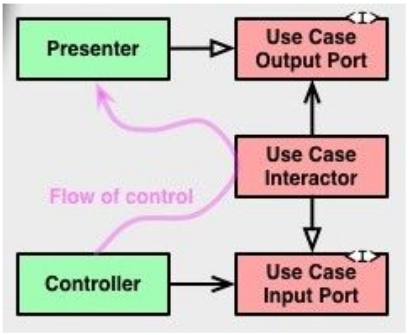 <I>
Presenter
Use Case
Output Port
Use Case
Interactor
Flow of control
<I>
Controller
Use Case
Input Port